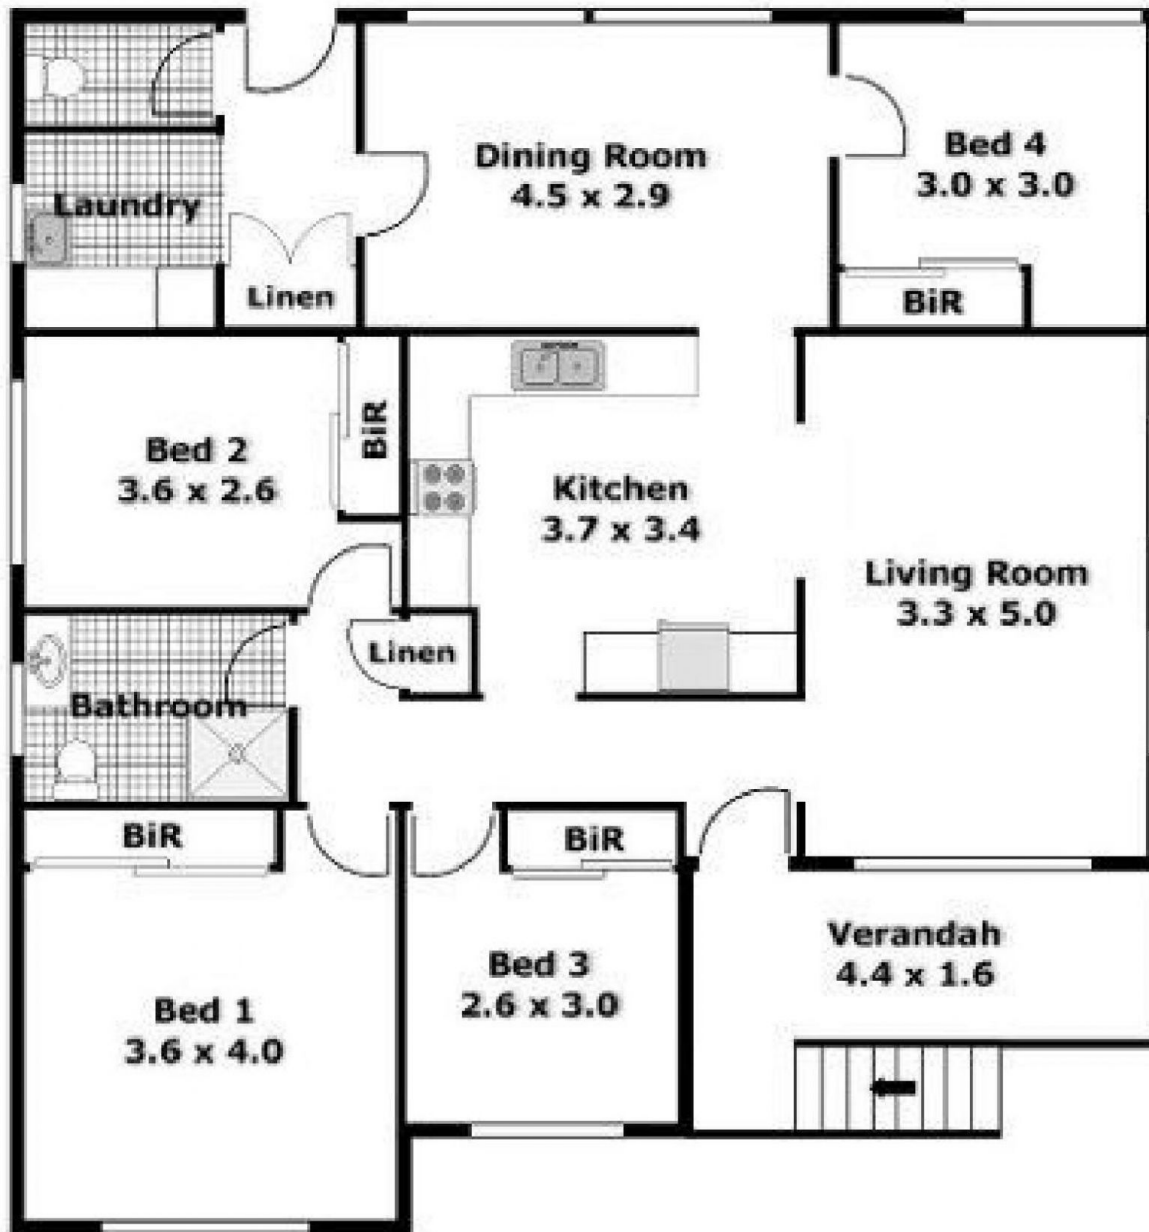 Dining Room
4.5 x 2.9
Bed 4
3.0 x 3.0
Laundry
Linen
BiR
Bed 2
3.6 x 2.6
BiR
Kitchen
3.7 x 3.4
Living Room
3.3 x 5.0
Linen
Bathroom
BiR
BiR
Bed 1
3.6 x 4.0
Bed 3
2.6 x 3.0
Verandah
4.4 x 1.6